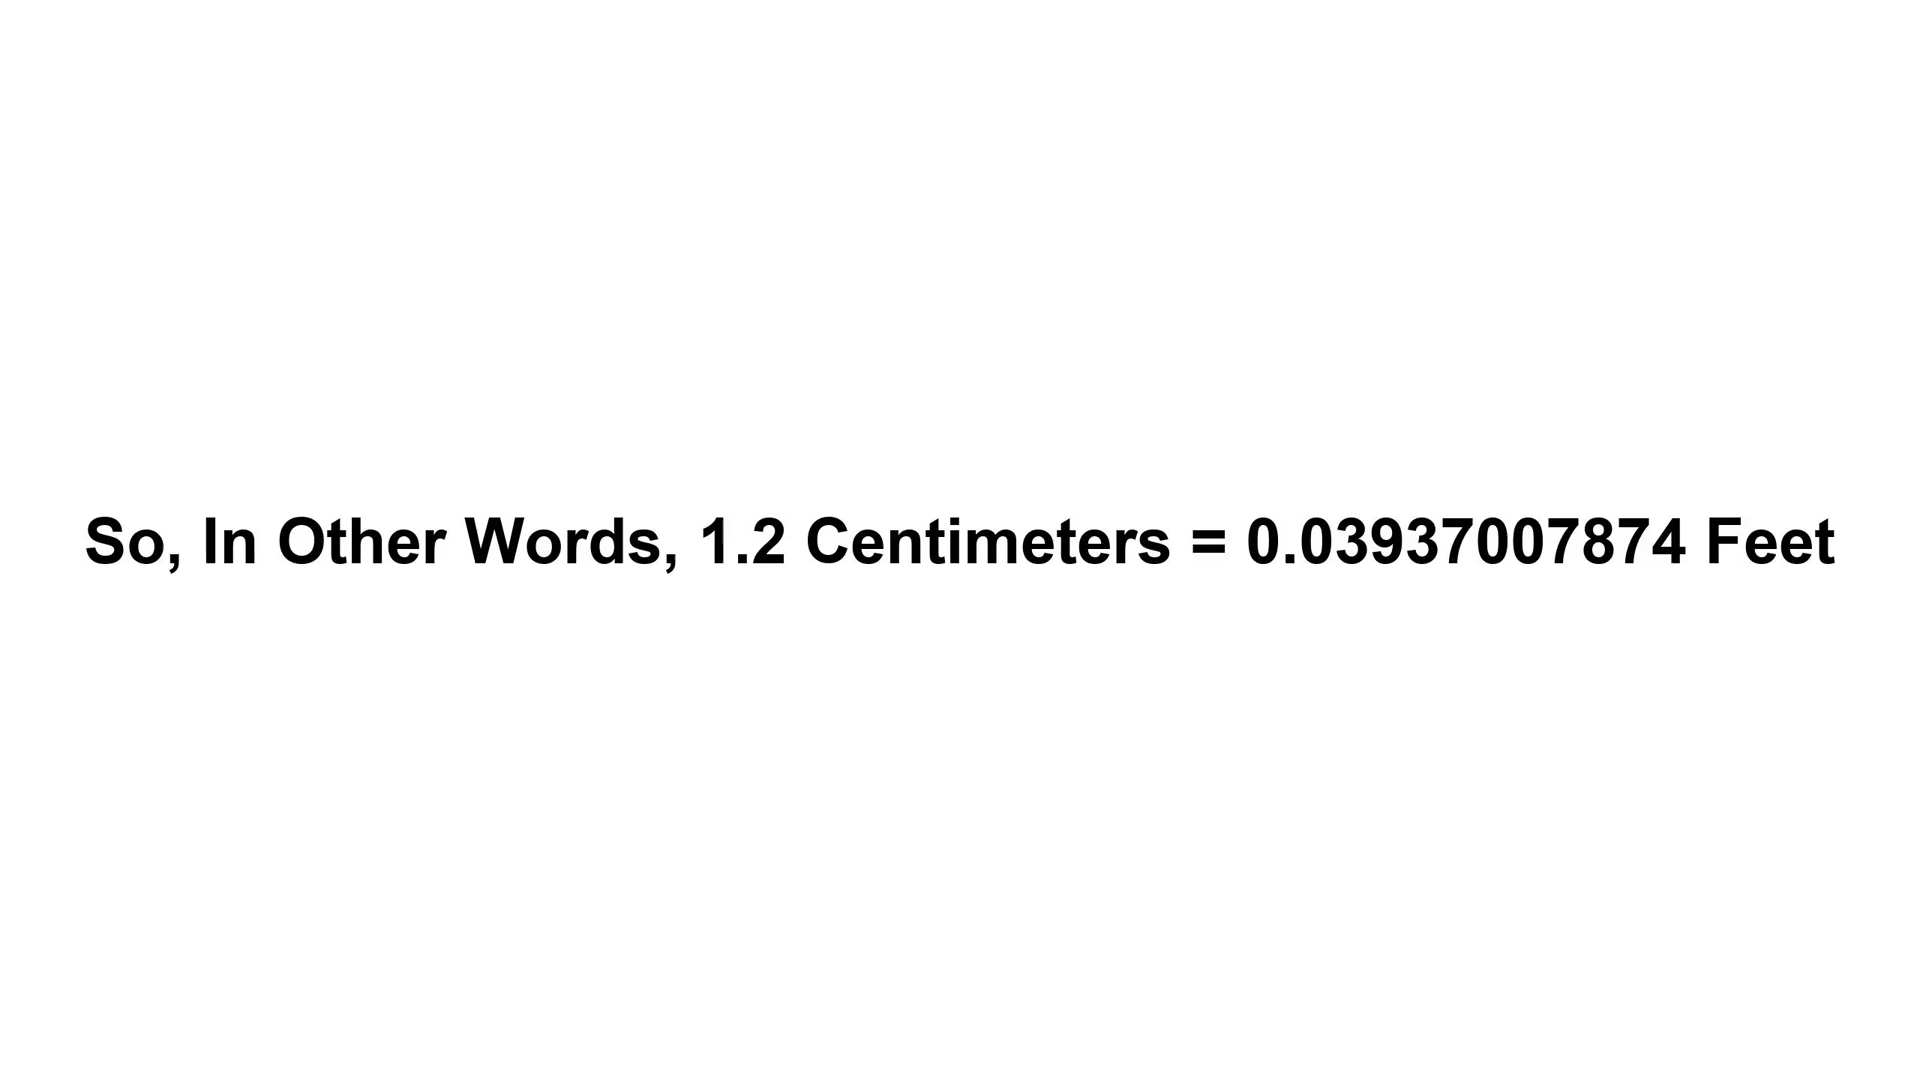 So, In Other Words, 1.2 Centimeters = 0.03937007874 Feet